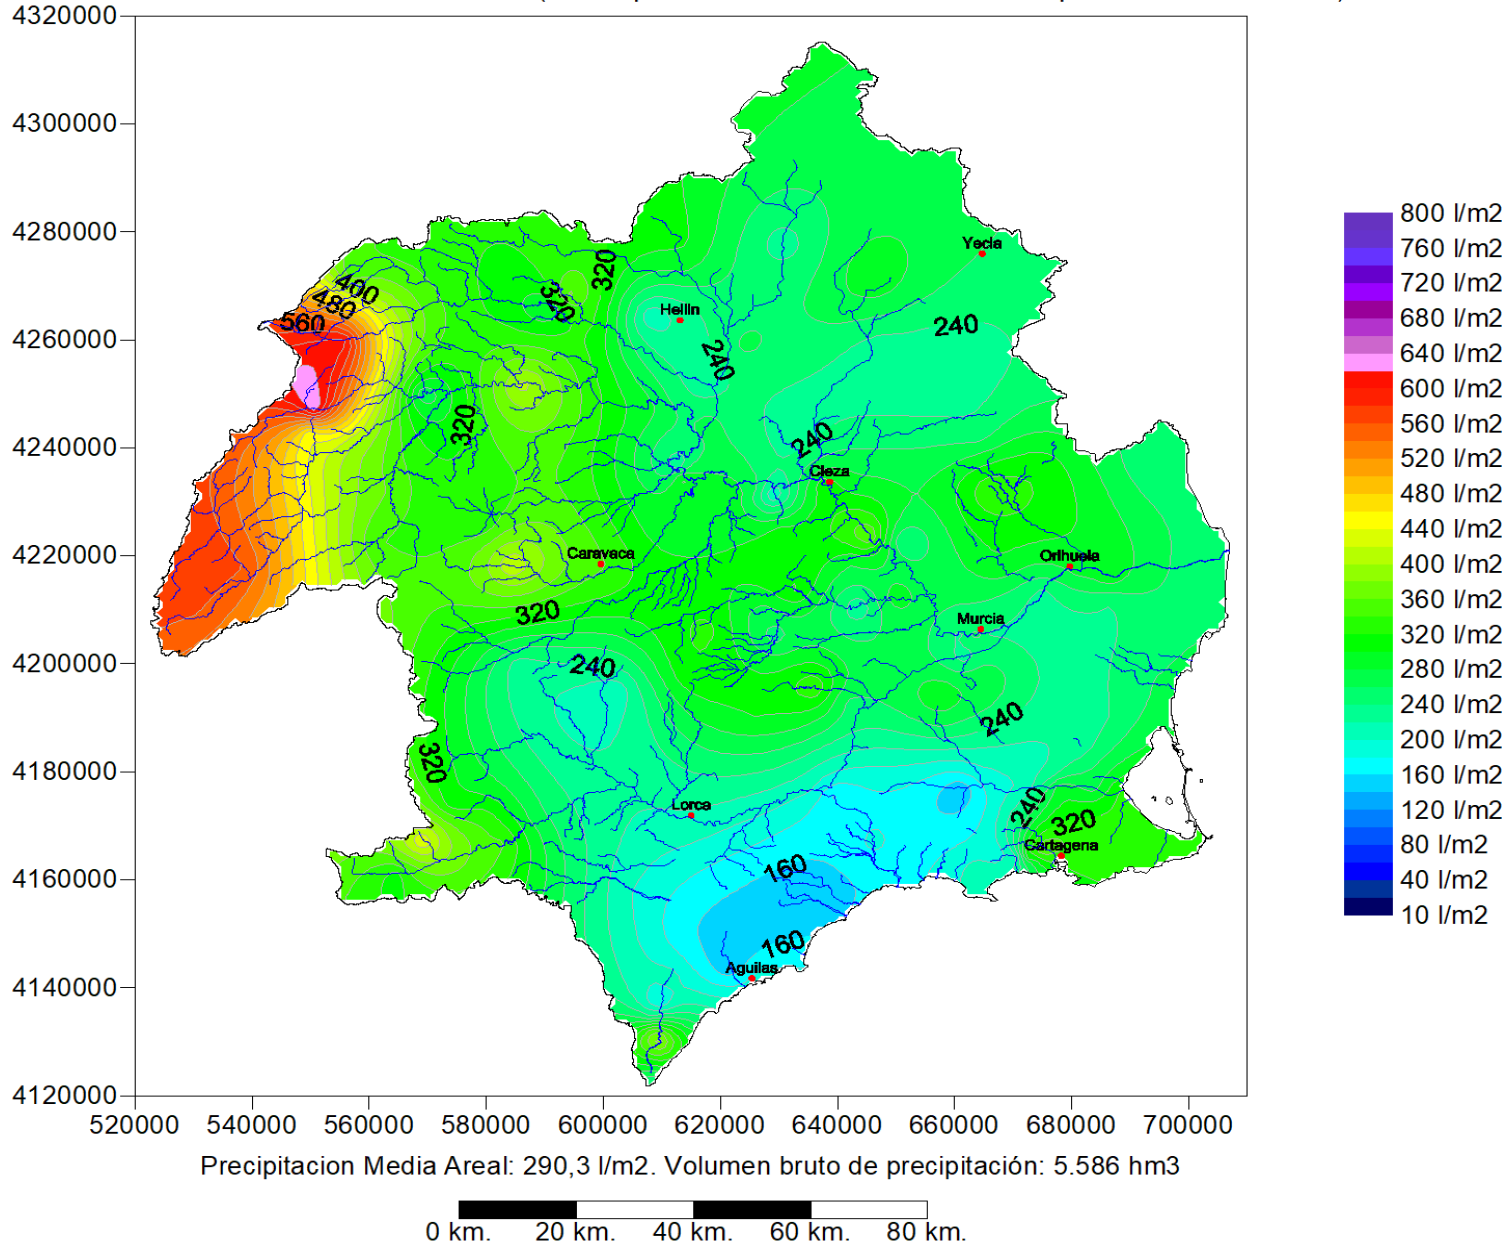 4320000
4300000
4280000
4260000
4240000
4220000
4200000
4180000
4160000
4140000
4120000
520000 540000 560000 580000 600000 620000 640000 660000 680000 700000
Yecla
Hellin
Cieza
Caravaca
Orihuela
Murcia
Lorca
Cartagena
Aguilas
400
480
560
320
320
240
240
320
240
320
240
240
320
240
320
160
160
800 l/m2
760 l/m2
720 l/m2
680 l/m2
640 l/m2
600 l/m2
560 l/m2
520 l/m2
480 l/m2
440 l/m2
400 l/m2
360 l/m2
320 l/m2
280 l/m2
240 l/m2
200 l/m2
160 l/m2
120 l/m2
80 l/m2
40 l/m2
10 l/m2
Precipitacion Media Areal: 290,3 l/m2. Volumen bruto de precipitación: 5.586 hm3
0 km. 20 km. 40 km. 60 km. 80 km.